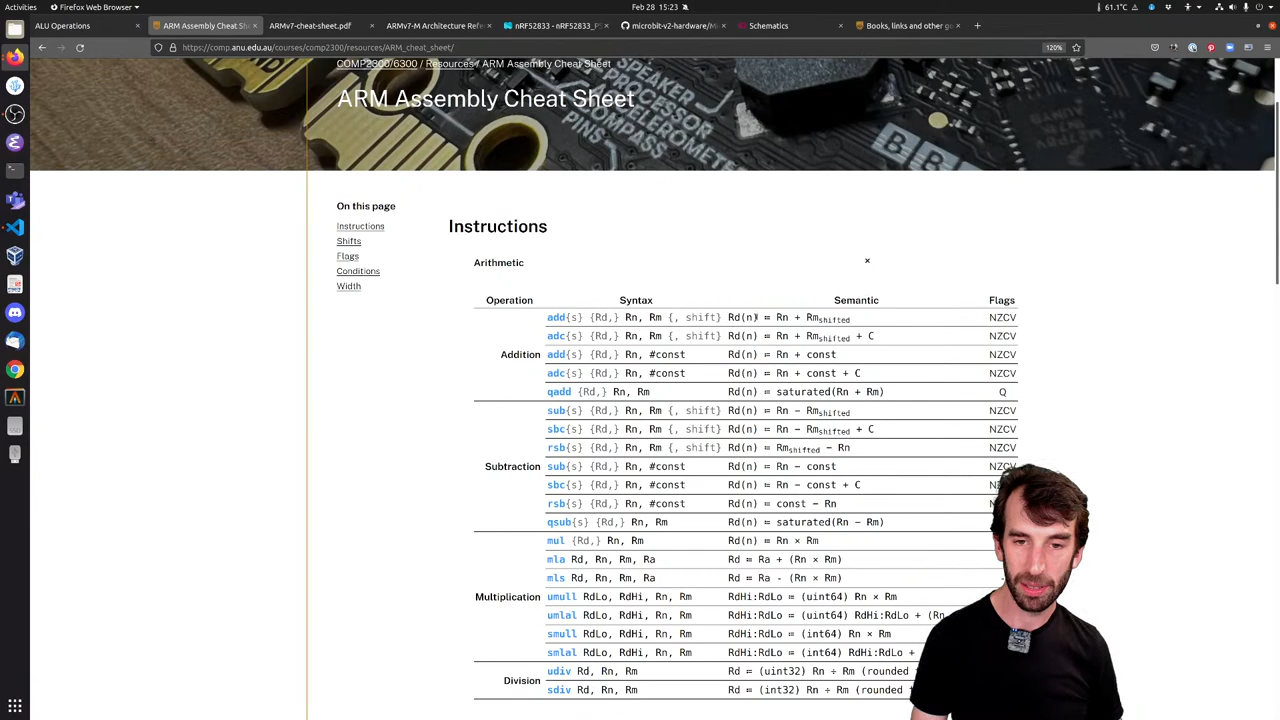 Activities Firefox Web Browser Feb 28 15:23 61.1°C
ALU Operations ARM Assembly Cheat Sh ARMv7-cheat-sheet.pdf ARMv7-M Architecture Refe nRF52833 - nRF52833_PS microbit-v2-hardware/M Schematics Books, links and other go
https://comp.anu.edu.au/courses/comp2300/resources/ARM_cheat_sheet/ 120%
COMP2300/6300 / Resources / ARM Assembly Cheat Sheet
ARM Assembly Cheat Sheet
SPEAKER
PROCESSOR
ACCELEROMETER
COMPASS
PINS
BB
On this page
Instructions
Shifts
Flags
Conditions
Width
Instructions
Arithmetic
Operation Syntax Semantic Flags
add{s} {Rd,} Rn, Rm {, shift} Rd(n) ≔ Rn + Rmshifted NZCV
adc{s} {Rd,} Rn, Rm {, shift} Rd(n) ≔ Rn + Rmshifted + C NZCV
Addition add{s} {Rd,} Rn, #const Rd(n) ≔ Rn + const NZCV
adc{s} {Rd,} Rn, #const Rd(n) ≔ Rn + const + C NZCV
qadd {Rd,} Rn, Rm Rd(n) ≔ saturated(Rn + Rm) Q
sub{s} {Rd,} Rn, Rm {, shift} Rd(n) ≔ Rn − Rmshifted NZCV
sbc{s} {Rd,} Rn, Rm {, shift} Rd(n) ≔ Rn − Rmshifted + C NZCV
rsb{s} {Rd,} Rn, Rm {, shift} Rd(n) ≔ Rmshifted − Rn NZCV
Subtraction sub{s} {Rd,} Rn, #const Rd(n) ≔ Rn − const NZCV
sbc{s} {Rd,} Rn, #const Rd(n) ≔ Rn − const + C
rsb{s} {Rd,} Rn, #const Rd(n) ≔ const − Rn
qsub{s} {Rd,} Rn, Rm Rd(n) ≔ saturated(Rn − Rm)
mul {Rd,} Rn, Rm Rd(n) ≔ Rn × Rm
mla Rd, Rn, Rm, Ra Rd ≔ Ra + (Rn × Rm)
mls Rd, Rn, Rm, Ra Rd ≔ Ra - (Rn × Rm)
Multiplication umull RdLo, RdHi, Rn, Rm RdHi:RdLo ≔ (uint64) Rn × Rm
umlal RdLo, RdHi, Rn, Rm RdHi:RdLo ≔ (uint64) RdHi:RdLo + (Rn
smull RdLo, RdHi, Rn, Rm RdHi:RdLo ≔ (int64) Rn × Rm
smlal RdLo, RdHi, Rn, Rm RdHi:RdLo ≔ (int64) RdHi:RdLo +
Division udiv Rd, Rn, Rm Rd ≔ (uint32) Rn ÷ Rm (rounded
sdiv Rd, Rn, Rm Rd ≔ (int32) Rn ÷ Rm (rounded